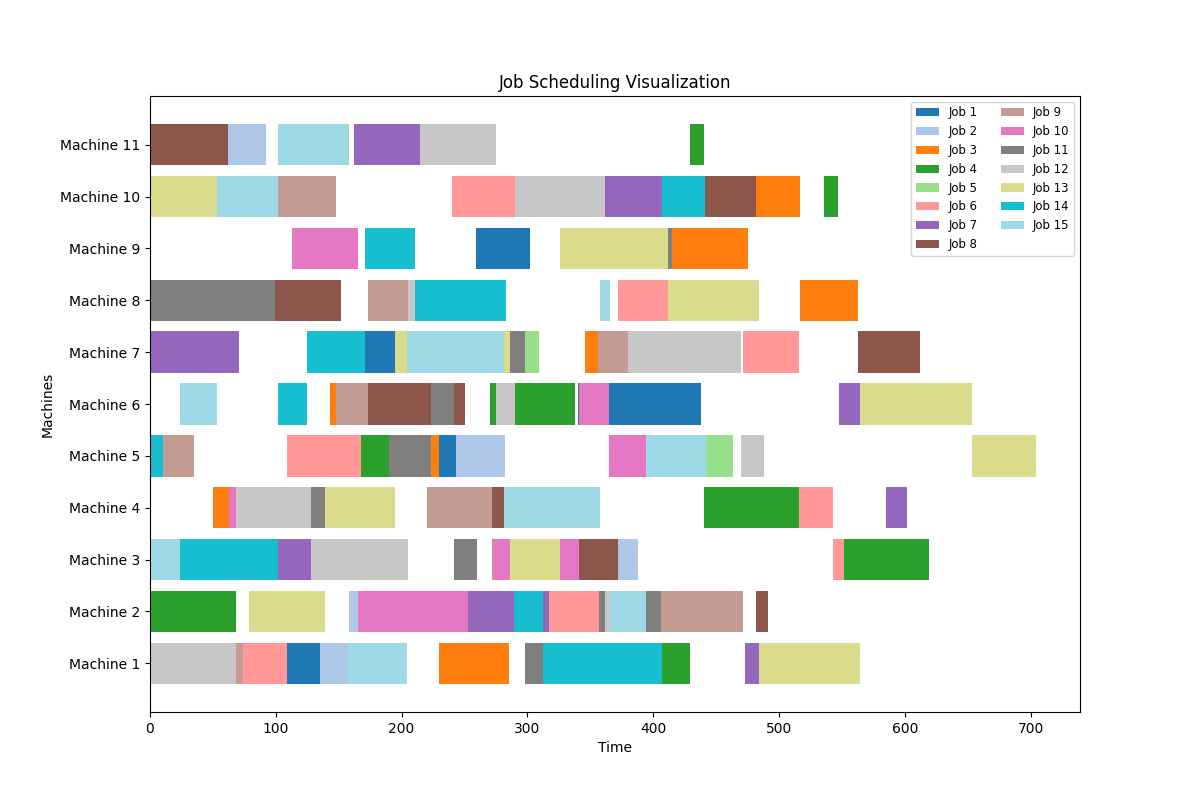 Job Scheduling Visualization
Machines
Machine 11
Machine 10
Machine 9
Machine 8
Machine 7
Machine 6
Machine 5
Machine 4
Machine 3
Machine 2
Machine 1
0 100 200 300 400 500 600 700
Time
Job 1
Job 2
Job 3
Job 4
Job 5
Job 6
Job 7
Job 8
Job 9
Job 10
Job 11
Job 12
Job 13
Job 14
Job 15